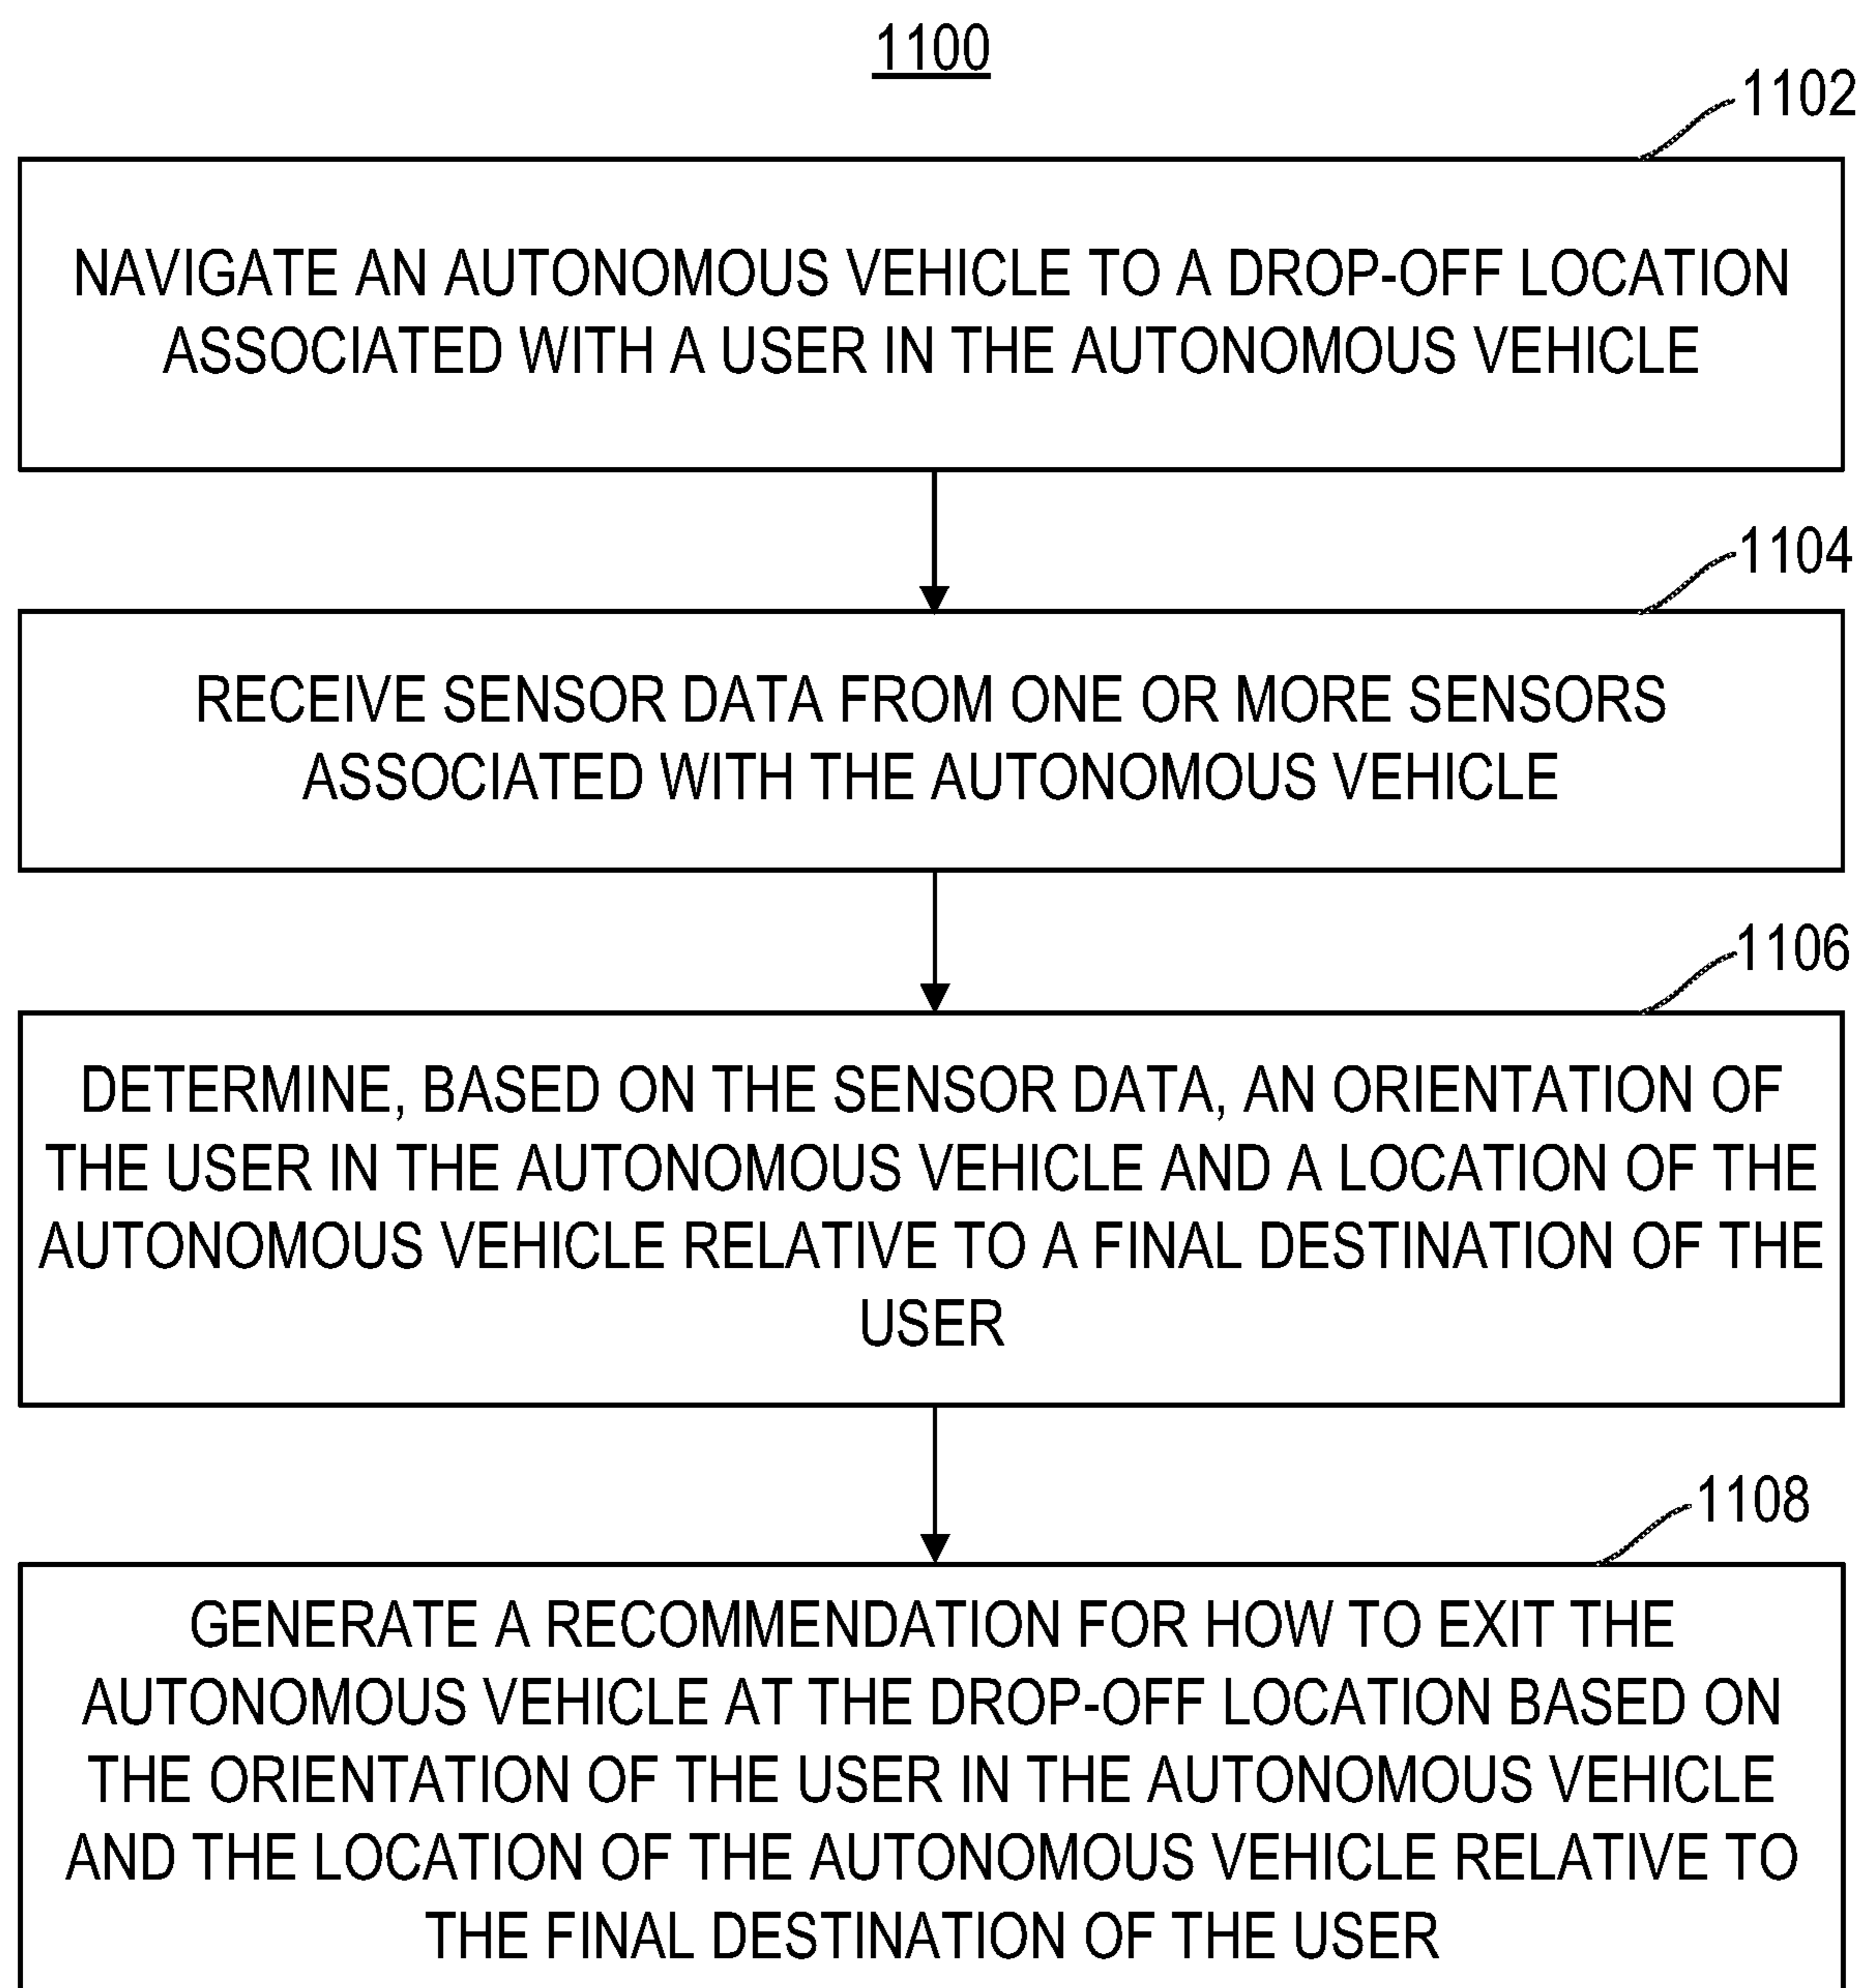 1100
1102
NAVIGATE AN AUTONOMOUS VEHICLE TO A DROP-OFF LOCATION
ASSOCIATED WITH A USER IN THE AUTONOMOUS VEHICLE
1104
RECEIVE SENSOR DATA FROM ONE OR MORE SENSORS
ASSOCIATED WITH THE AUTONOMOUS VEHICLE
1106
DETERMINE, BASED ON THE SENSOR DATA, AN ORIENTATION OF
THE USER IN THE AUTONOMOUS VEHICLE AND A LOCATION OF THE
AUTONOMOUS VEHICLE RELATIVE TO A FINAL DESTINATION OF THE
USER
1108
GENERATE A RECOMMENDATION FOR HOW TO EXIT THE
AUTONOMOUS VEHICLE AT THE DROP-OFF LOCATION BASED ON
THE ORIENTATION OF THE USER IN THE AUTONOMOUS VEHICLE
AND THE LOCATION OF THE AUTONOMOUS VEHICLE RELATIVE TO
THE FINAL DESTINATION OF THE USER